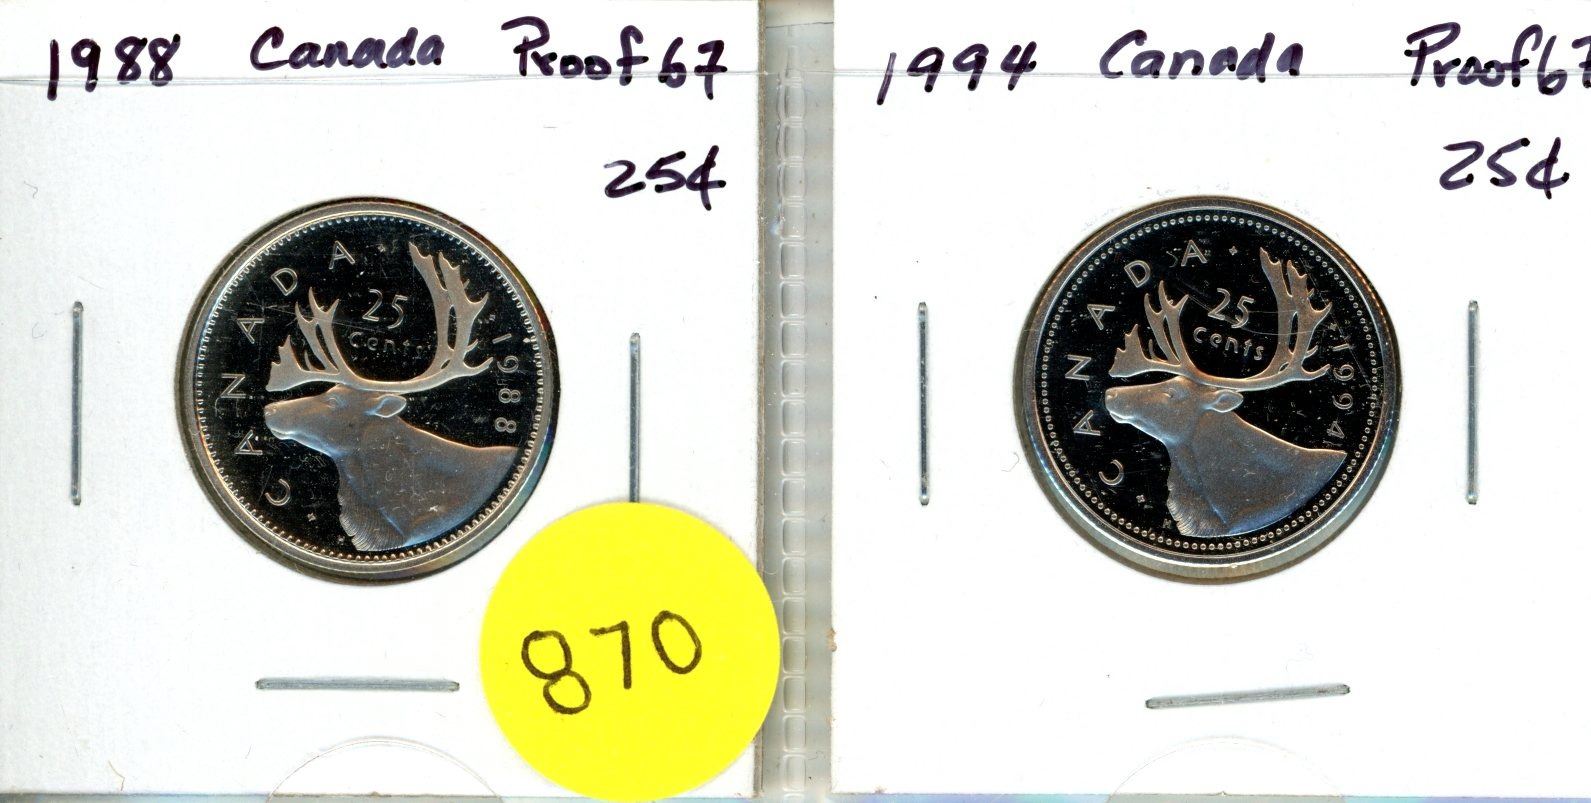 1988 Canada Proof 67
25¢
CANADA
25
cents
1988
870
1994 Canada Proof 67
25¢
CANADA
25
cents
1994